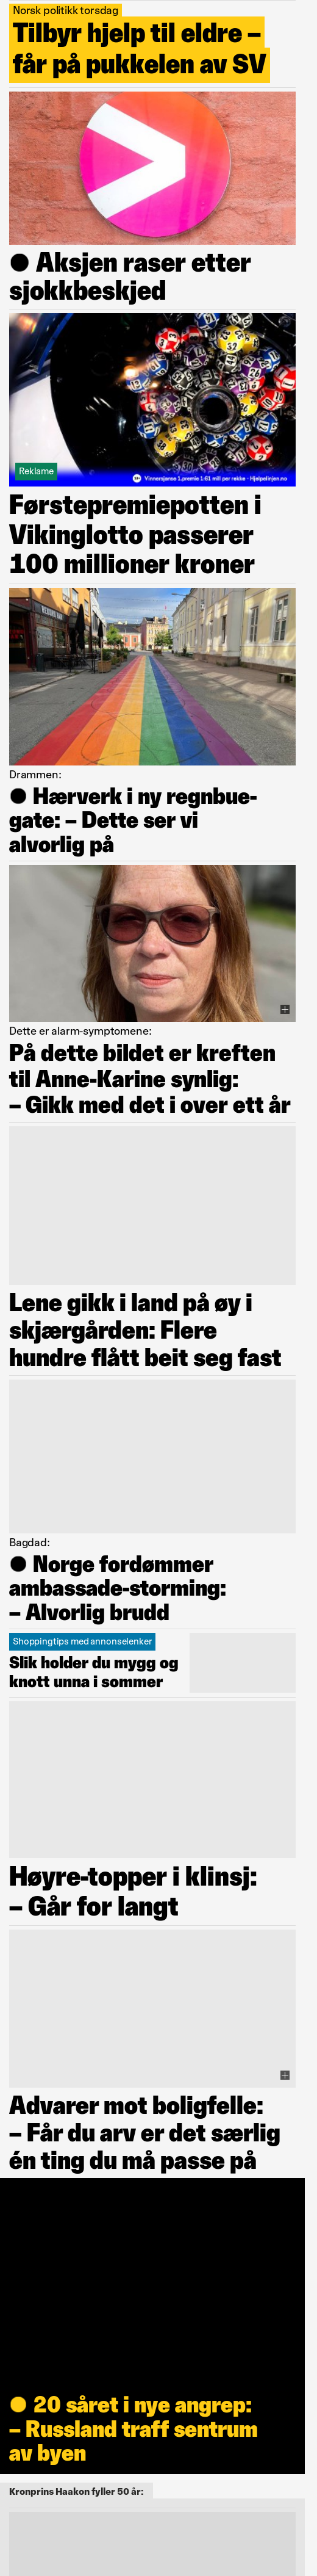 Norsk politikk torsdag
Tilbyr hjelp til eldre –
får på pukkelen av SV
● Aksjen raser etter
sjokkbeskjed
Reklame
Vinnersjanse 1.premie 1:61 mill per rekke - Hjelpelinjen.no
Førstepremiepotten i
Vikinglotto passerer
100 millioner kroner
Drammen:
● Hærverk i ny regnbue-
gate: – Dette ser vi
alvorlig på
Dette er alarm-symptomene:
På dette bildet er kreften
til Anne-Karine synlig:
– Gikk med det i over ett år
Lene gikk i land på øy i
skjærgården: Flere
hundre flått beit seg fast
Bagdad:
● Norge fordømmer
ambassade-storming:
– Alvorlig brudd
Shoppingtips med annonselenker
Slik holder du mygg og
knott unna i sommer
Høyre-topper i klinsj:
– Går for langt
Advarer mot boligfelle:
– Får du arv er det særlig
én ting du må passe på
● 20 såret i nye angrep:
– Russland traff sentrum
av byen
Kronprins Haakon fyller 50 år: